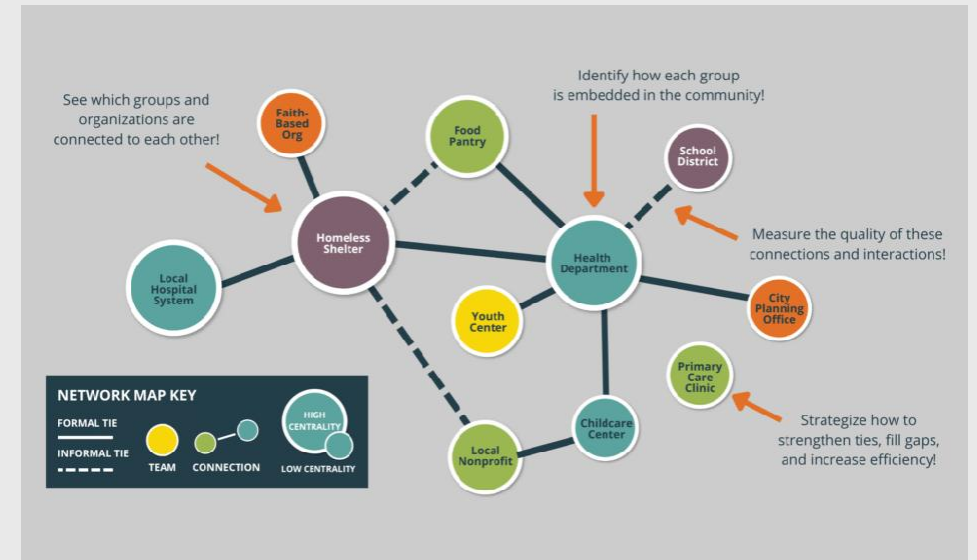 See which groups and
organizations are
connected to each other!
Identify how each group
is embedded in the community!
Faith-
Based
Org
Food
Pantry
School
District
Homeless
Shelter
Measure the quality of these
connections and interactions!
Health
Department
Local
Hospital
System
City
Planning
Office
Youth
Center
Primary
Care
Clinic
Strategize how to
strengthen ties, fill gaps,
and increase efficiency!
Childcare
Center
Local
Nonprofit
NETWORK MAP KEY
FORMAL TIE
INFORMAL TIE
TEAM
CONNECTION
HIGH
CENTRALITY
LOW CENTRALITY